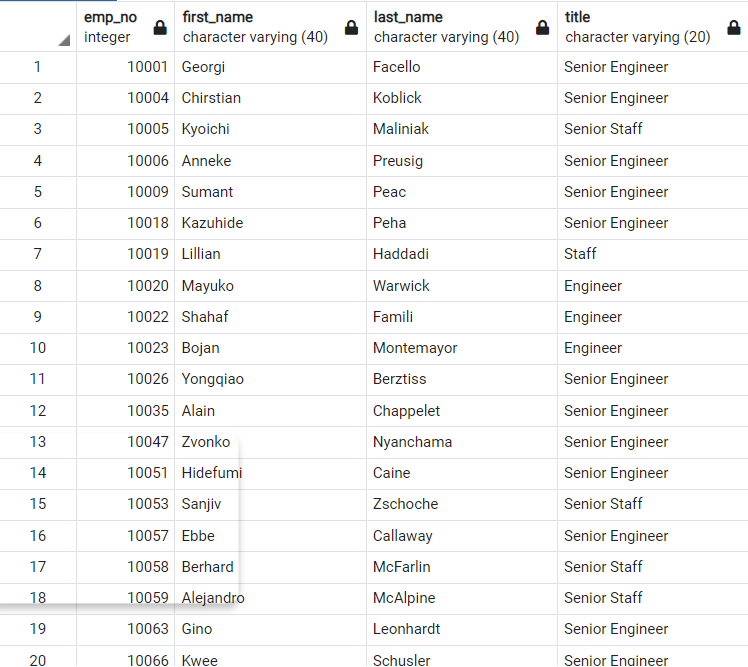 emp_no first_name last_name title
integer character varying (40) character varying (40) character varying (20)
1 10001 Georgi Facello Senior Engineer
2 10004 Chirstian Koblick Senior Engineer
3 10005 Kyoichi Maliniak Senior Staff
4 10006 Anneke Preusig Senior Engineer
5 10009 Sumant Peac Senior Engineer
6 10018 Kazuhide Peha Senior Engineer
7 10019 Lillian Haddadi Staff
8 10020 Mayuko Warwick Engineer
9 10022 Shahaf Famili Engineer
10 10023 Bojan Montemayor Engineer
11 10026 Yongqiao Berztiss Senior Engineer
12 10035 Alain Chappelet Senior Engineer
13 10047 Zvonko Nyanchama Senior Engineer
14 10051 Hidefumi Caine Senior Engineer
15 10053 Sanjiv Zschoche Senior Staff
16 10057 Ebbe Callaway Senior Engineer
17 10058 Berhard McFarlin Senior Staff
18 10059 Alejandro McAlpine Senior Staff
19 10063 Gino Leonhardt Senior Engineer
20 10066 Kwee Schusler Senior Engineer